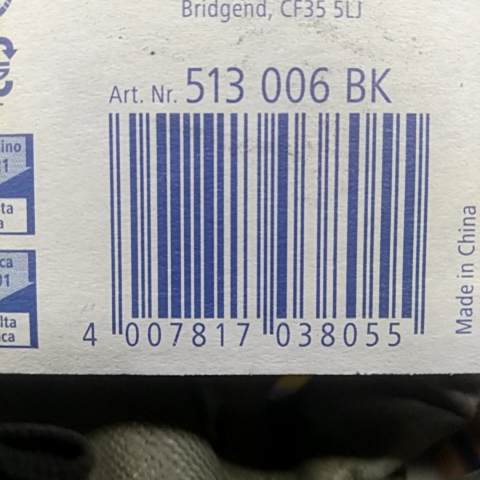 Bridgend, CF35 5LJ
Art. Nr. 513 006 BK
4 007817 038055
Made in China